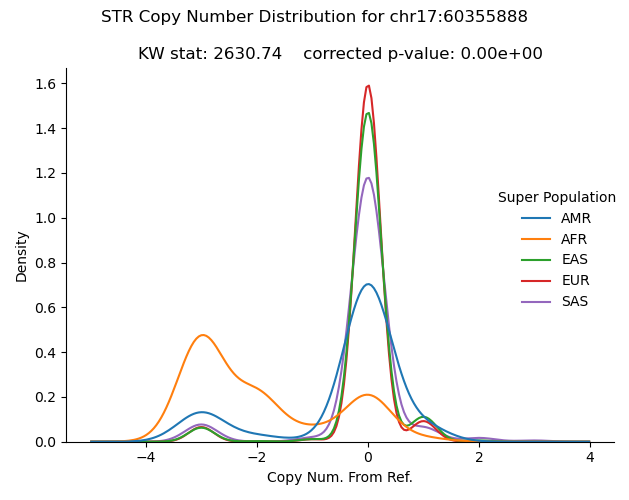 STR Copy Number Distribution for chr17:60355888
KW stat: 2630.74    corrected p-value: 0.00e+00
1.6
1.4
1.2
1.0
0.8
0.6
0.4
0.2
0.0
Density
−4
−2
0
2
4
Copy Num. From Ref.
Super Population
AMR
AFR
EAS
EUR
SAS